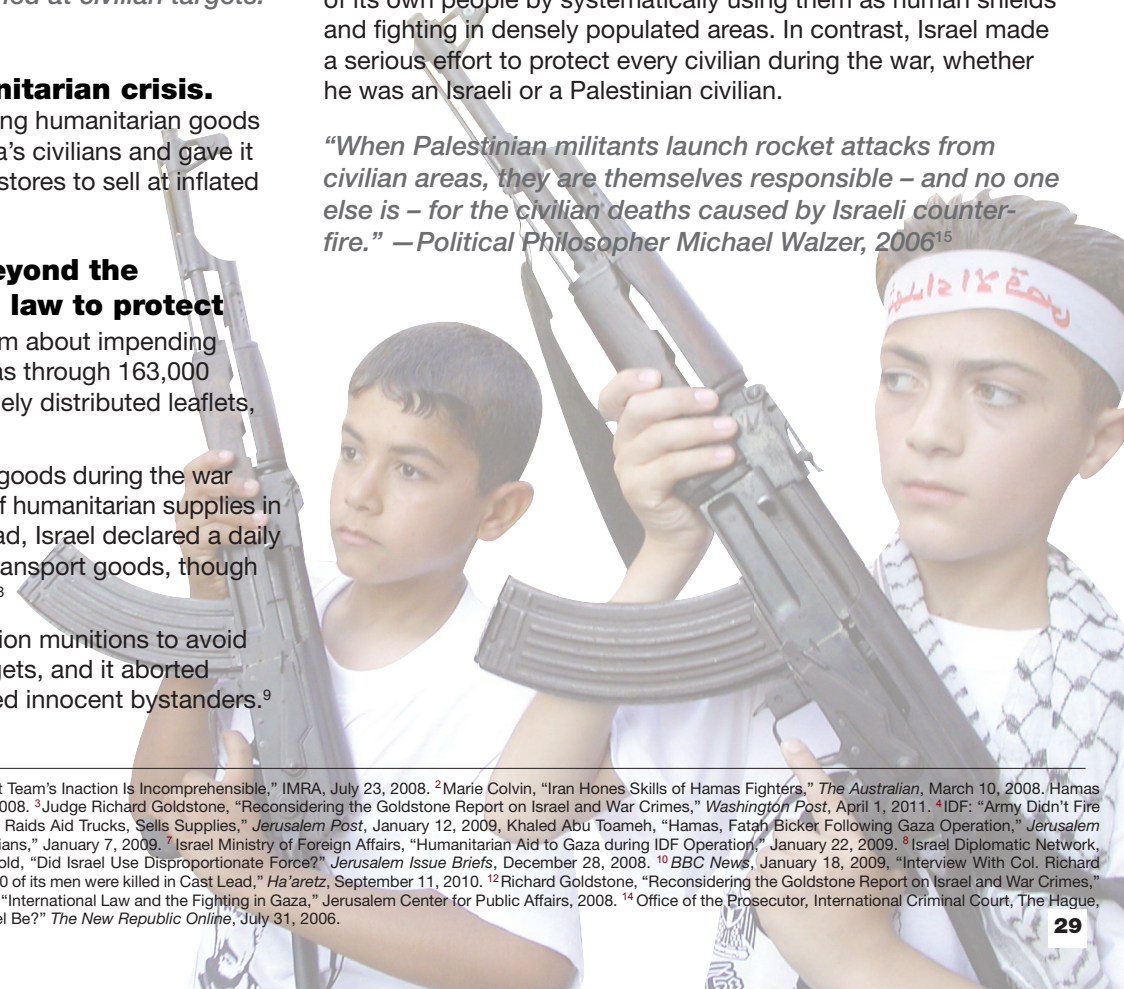 ned at civilian targets.
nitarian crisis.
ing humanitarian goods
a’s civilians and gave it
stores to sell at inflated
eyond the
law to protect
m about impending
as through 163,000
ely distributed leaflets,
goods during the war
f humanitarian supplies in
ad, Israel declared a daily
ansport goods, though
8
ion munitions to avoid
gets, and it aborted
ed innocent bystanders.⁹
of its own people by systematically using them as human shields
and fighting in densely populated areas. In contrast, Israel made
a serious effort to protect every civilian during the war, whether
he was an Israeli or a Palestinian civilian.
“When Palestinian militants launch rocket attacks from
civilian areas, they are themselves responsible – and no one
else is – for the civilian deaths caused by Israeli counter-
fire.” —Political Philosopher Michael Walzer, 2006¹⁵
t Team’s Inaction Is Incomprehensible,” IMRA, July 23, 2008. ²Marie Colvin, “Iran Hones Skills of Hamas Fighters,” The Australian, March 10, 2008. Hamas
008. ³Judge Richard Goldstone, “Reconsidering the Goldstone Report on Israel and War Crimes,” Washington Post, April 1, 2011. ⁴IDF: “Army Didn’t Fire
Raids Aid Trucks, Sells Supplies,” Jerusalem Post, January 12, 2009, Khaled Abu Toameh, “Hamas, Fatah Bicker Following Gaza Operation,” Jerusalem
ians,” January 7, 2009. ⁷Israel Ministry of Foreign Affairs, “Humanitarian Aid to Gaza during IDF Operation,” January 22, 2009. ⁸Israel Diplomatic Network,
old, “Did Israel Use Disproportionate Force?” Jerusalem Issue Briefs, December 28, 2008. ¹⁰BBC News, January 18, 2009, “Interview With Col. Richard
0 of its men were killed in Cast Lead,” Ha’aretz, September 11, 2010. ¹²Richard Goldstone, “Reconsidering the Goldstone Report on Israel and War Crimes,”
“International Law and the Fighting in Gaza,” Jerusalem Center for Public Affairs, 2008. ¹⁴Office of the Prosecutor, International Criminal Court, The Hague,
el Be?” The New Republic Online, July 31, 2006.
29